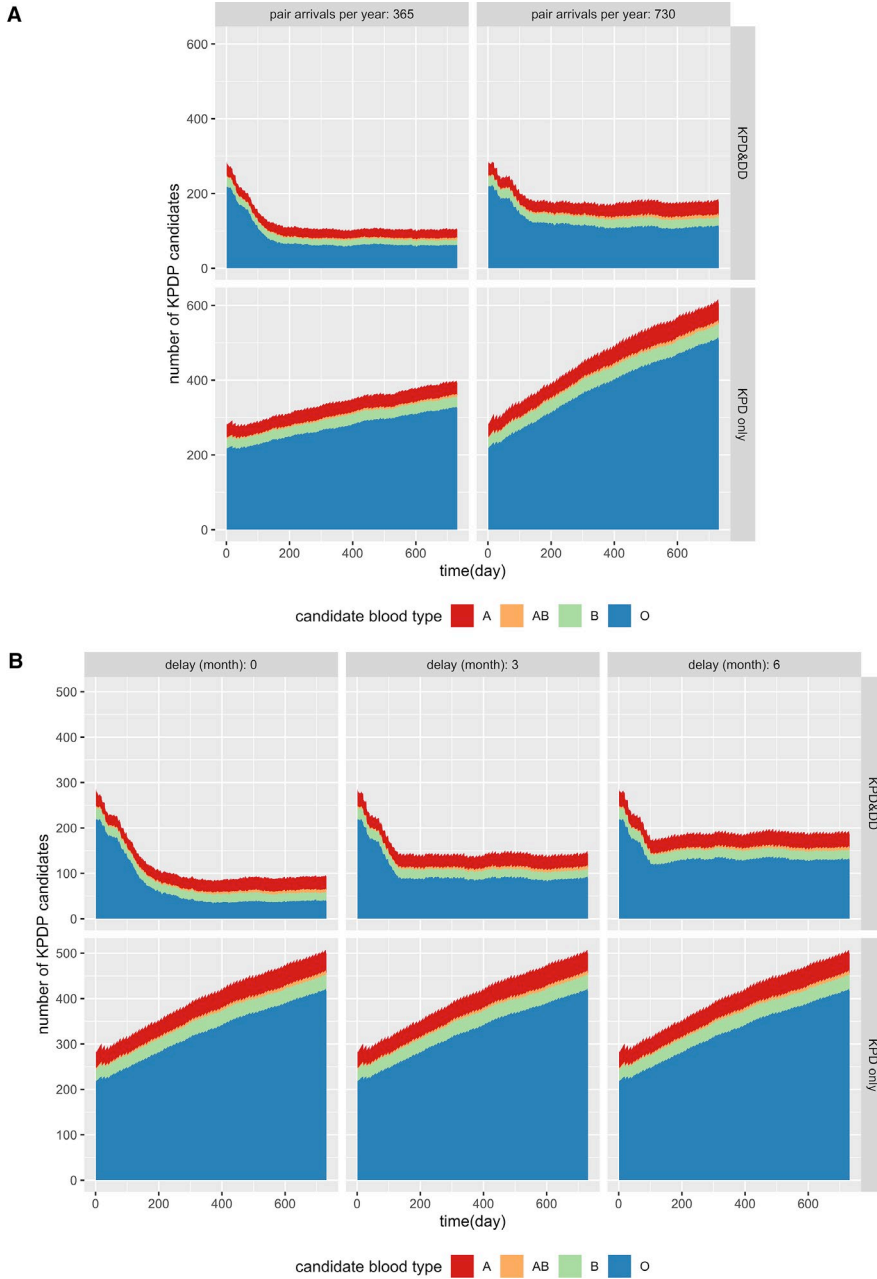 A
pair arrivals per year: 365
pair arrivals per year: 730
number of KPDP candidates
600
400
200
0
KPD&DD
600
400
200
0
KPD only
0 200 400 600
0 200 400 600
time(day)
candidate blood type A AB B O
B
delay (month): 0
delay (month): 3
delay (month): 6
number of KPDP candidates
500
400
300
200
100
0
KPD&DD
500
400
300
200
100
0
KPD only
0 200 400 600
0 200 400 600
0 200 400 600
time(day)
candidate blood type A AB B O